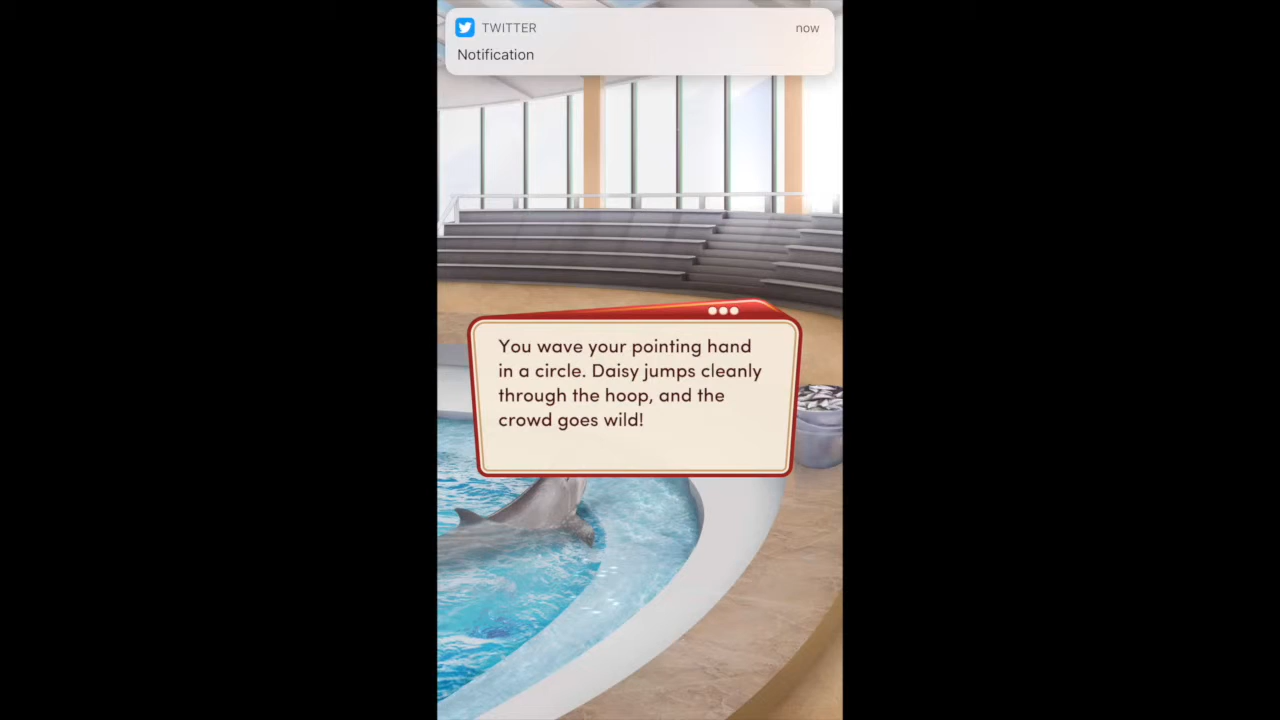 TWITTER now
Notification
You wave your pointing hand
in a circle. Daisy jumps cleanly
through the hoop, and the
crowd goes wild!